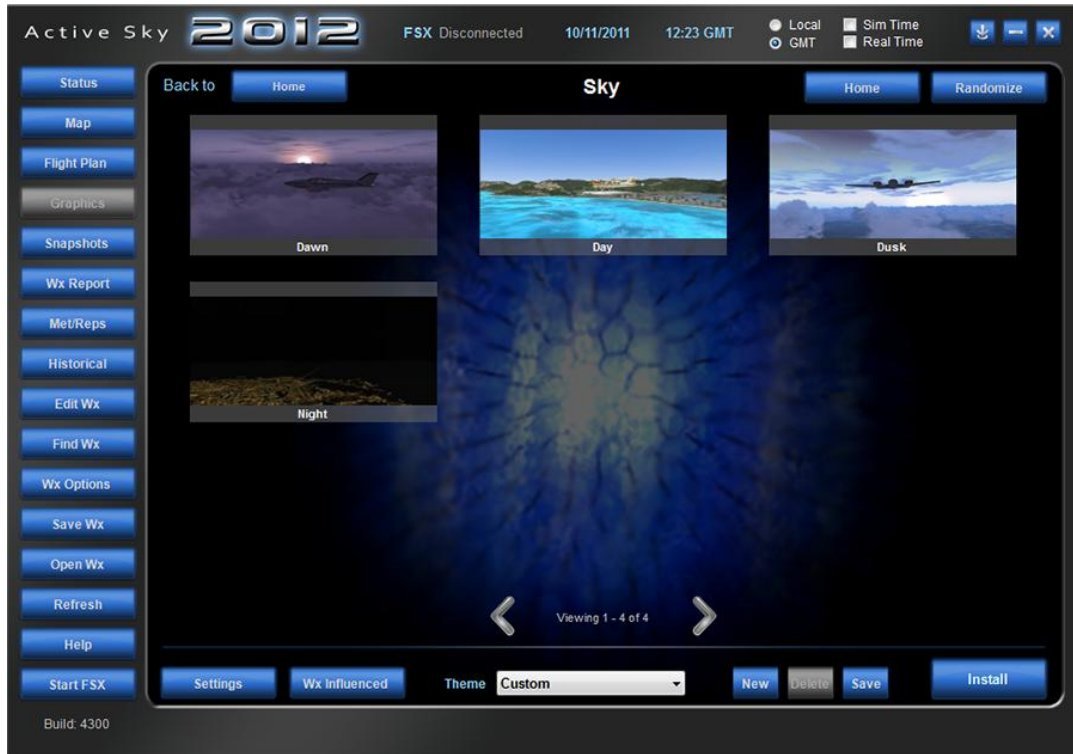 Active Sky 2012
FSX Disconnected
10/11/2011
12:23 GMT
Local
GMT
Sim Time
Real Time
Status
Map
Flight Plan
Graphics
Snapshots
Wx Report
Met/Reps
Historical
Edit Wx
Find Wx
Wx Options
Save Wx
Open Wx
Refresh
Help
Start FSX
Build: 4300
Back to
Home
Sky
Home
Randomize
Dawn
Day
Dusk
Night
Viewing 1 - 4 of 4
Settings
Wx Influenced
Theme
Custom
New
Delete
Save
Install